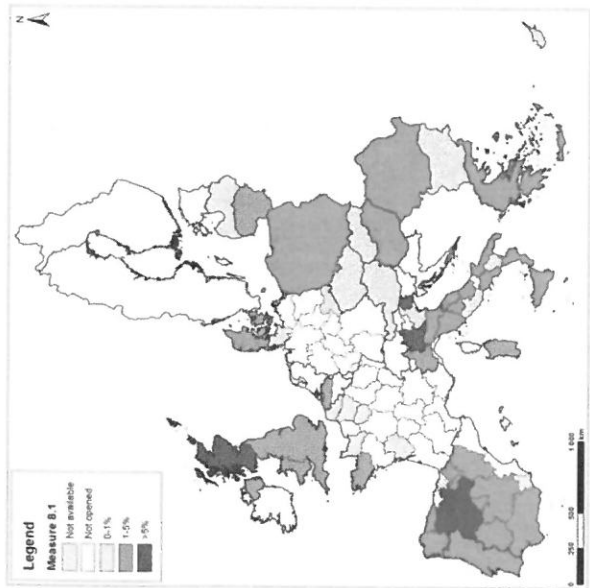 N
Legend
Measure 8.1
Not available
Not opened
0-1%
1-5%
>5%
0
250
500
1 000
km